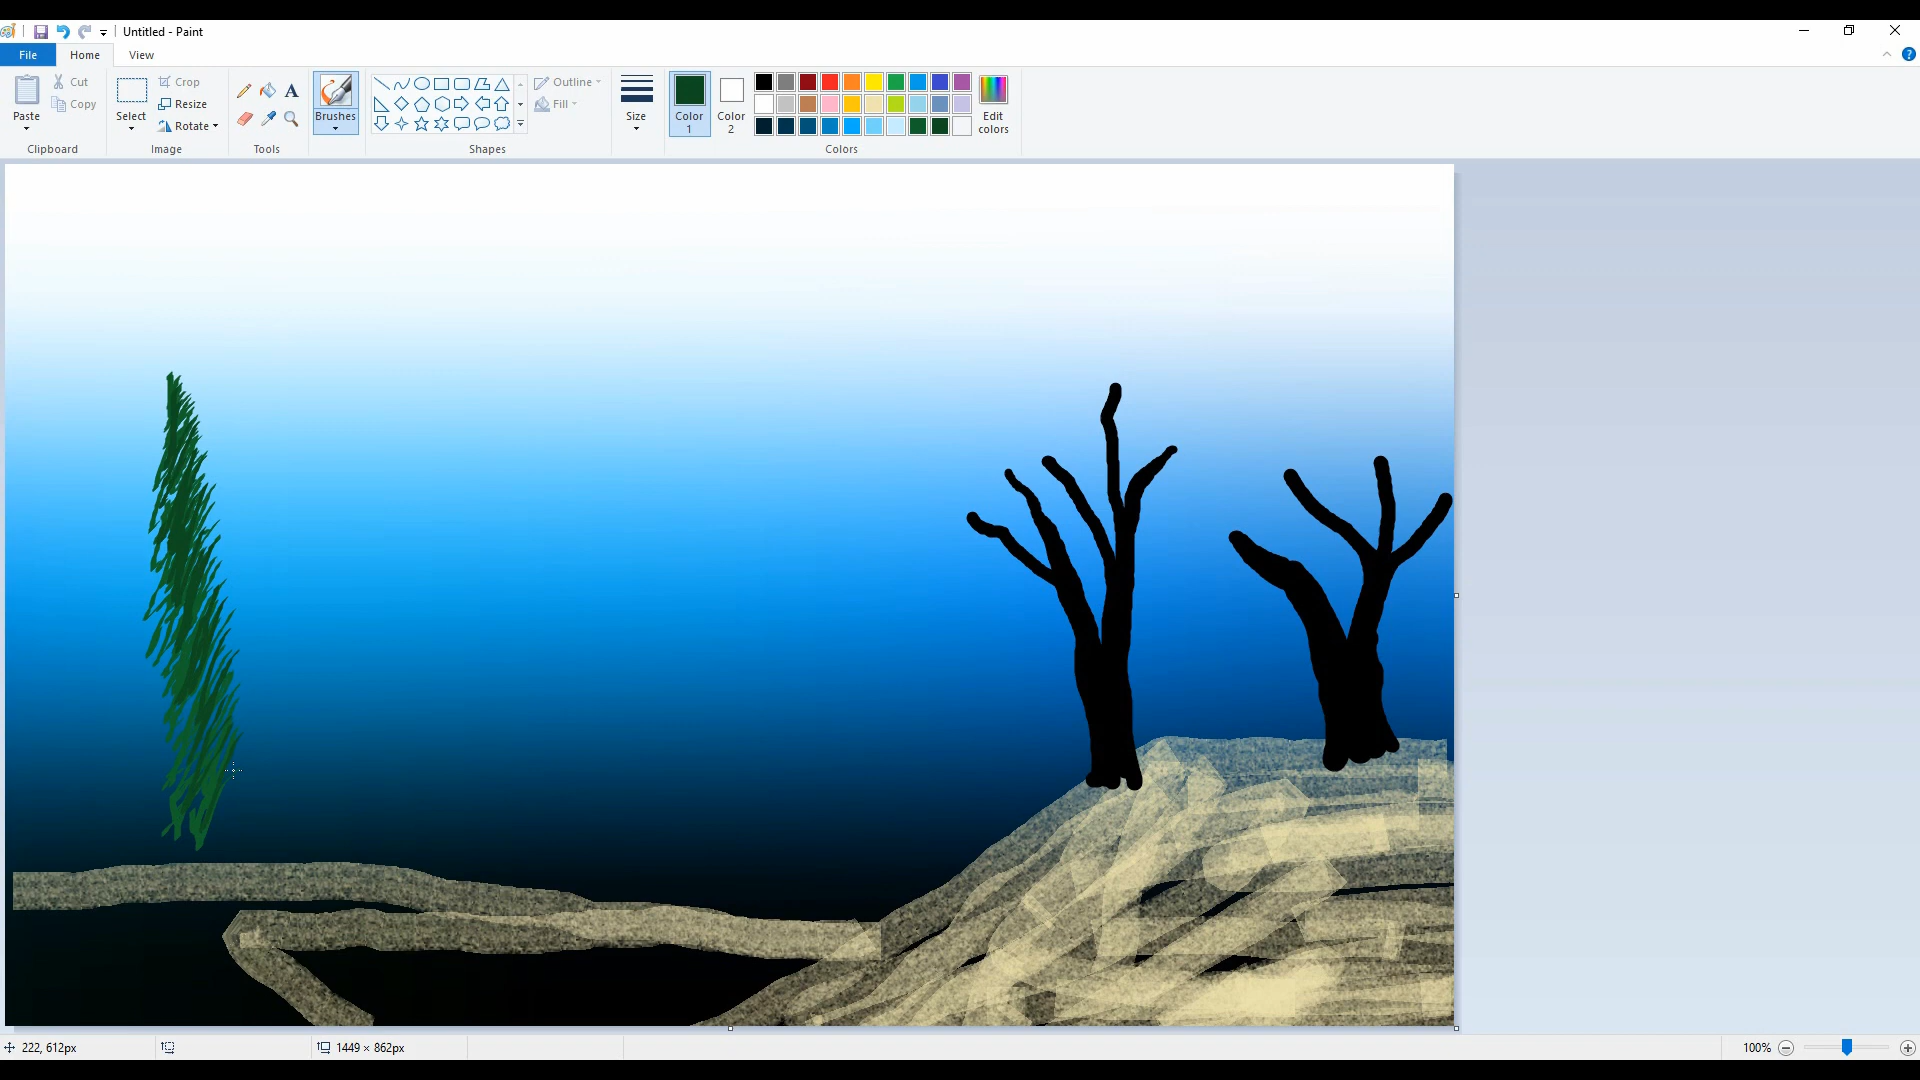 Untitled - Paint
File Home View
Paste Cut Copy Clipboard
Select Crop Resize Rotate Image
A Tools
Brushes
Outline Fill Shapes
Size
Color 1 Color 2 Edit colors Colors
222, 612px 1449 × 862px 100%